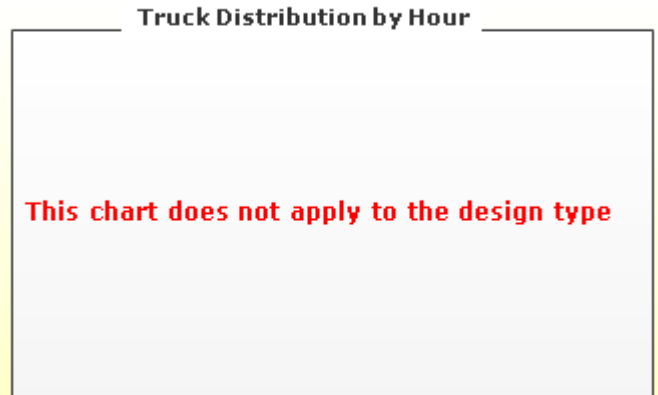 Truck Distribution by Hour
This chart does not apply to the design type